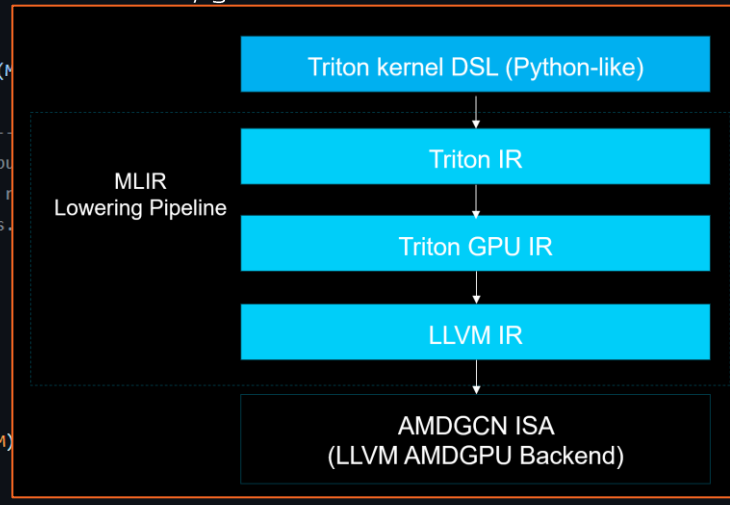 Triton kernel DSL (Python-like)
MLIR
Lowering Pipeline
Triton IR
Triton GPU IR
LLVM IR
AMDGCN ISA
(LLVM AMDGPU Backend)